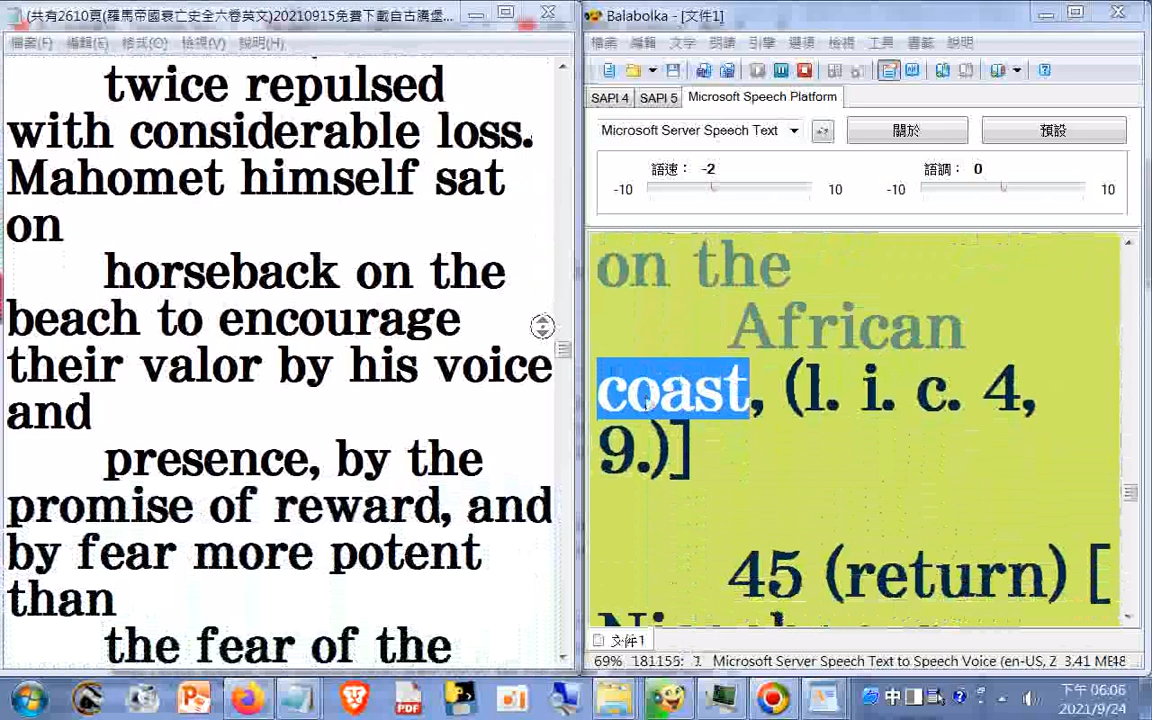 (共有2610頁(羅馬帝國衰亡史全六卷英文)20210915免費下載自古騰堡...
檔案(F) 編輯(E) 格式(O) 檢視(V) 說明(H)
twice repulsed
with considerable loss.
Mahomet himself sat
on
horseback on the
beach to encourage
their valor by his voice
and
presence, by the
promise of reward, and
by fear more potent
than
the fear of the
Balabolka - [文件1]
檔案 編輯 文字 朗讀 引擎 選項 檢視 工具 書籤 說明
SAPI 4 SAPI 5 Microsoft Speech Platform
Microsoft Server Speech Text 關於 預設
語速： -2 語調： 0
-10 10 -10 10
on the
African
coast, (l. i. c. 4,
9.)]
45 (return) [
文件1
69% 181155: 1 Microsoft Server Speech Text to Speech Voice (en-US, Z 3.41 ME48
PDF
中
下午 06:06
2021/9/24